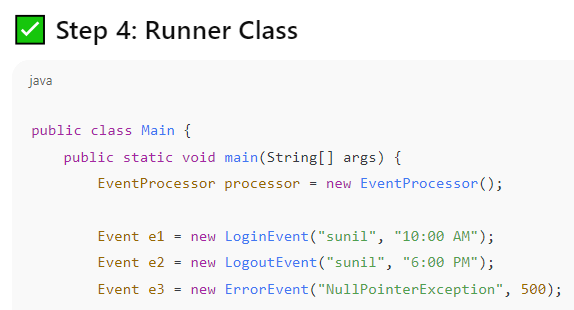 ✅ Step 4: Runner Class
java
public class Main {
    public static void main(String[] args) {
        EventProcessor processor = new EventProcessor();
        Event e1 = new LoginEvent("sunil", "10:00 AM");
        Event e2 = new LogoutEvent("sunil", "6:00 PM");
        Event e3 = new ErrorEvent("NullPointerException", 500);